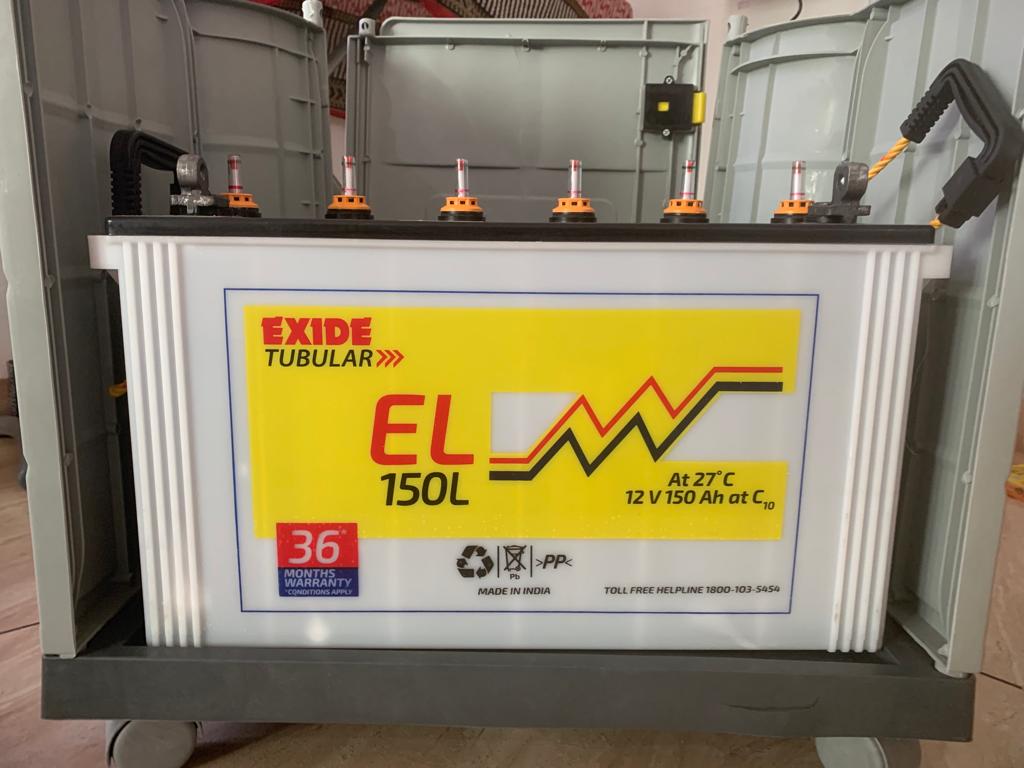 EXIDE
TUBULAR
EL
150L
At 27°C
12 V 150 Ah at C10
36*
MONTHS
WARRANTY
*CONDITIONS APPLY
Pb
>PP<
MADE IN INDIA
TOLL FREE HELPLINE 1800-103-5454